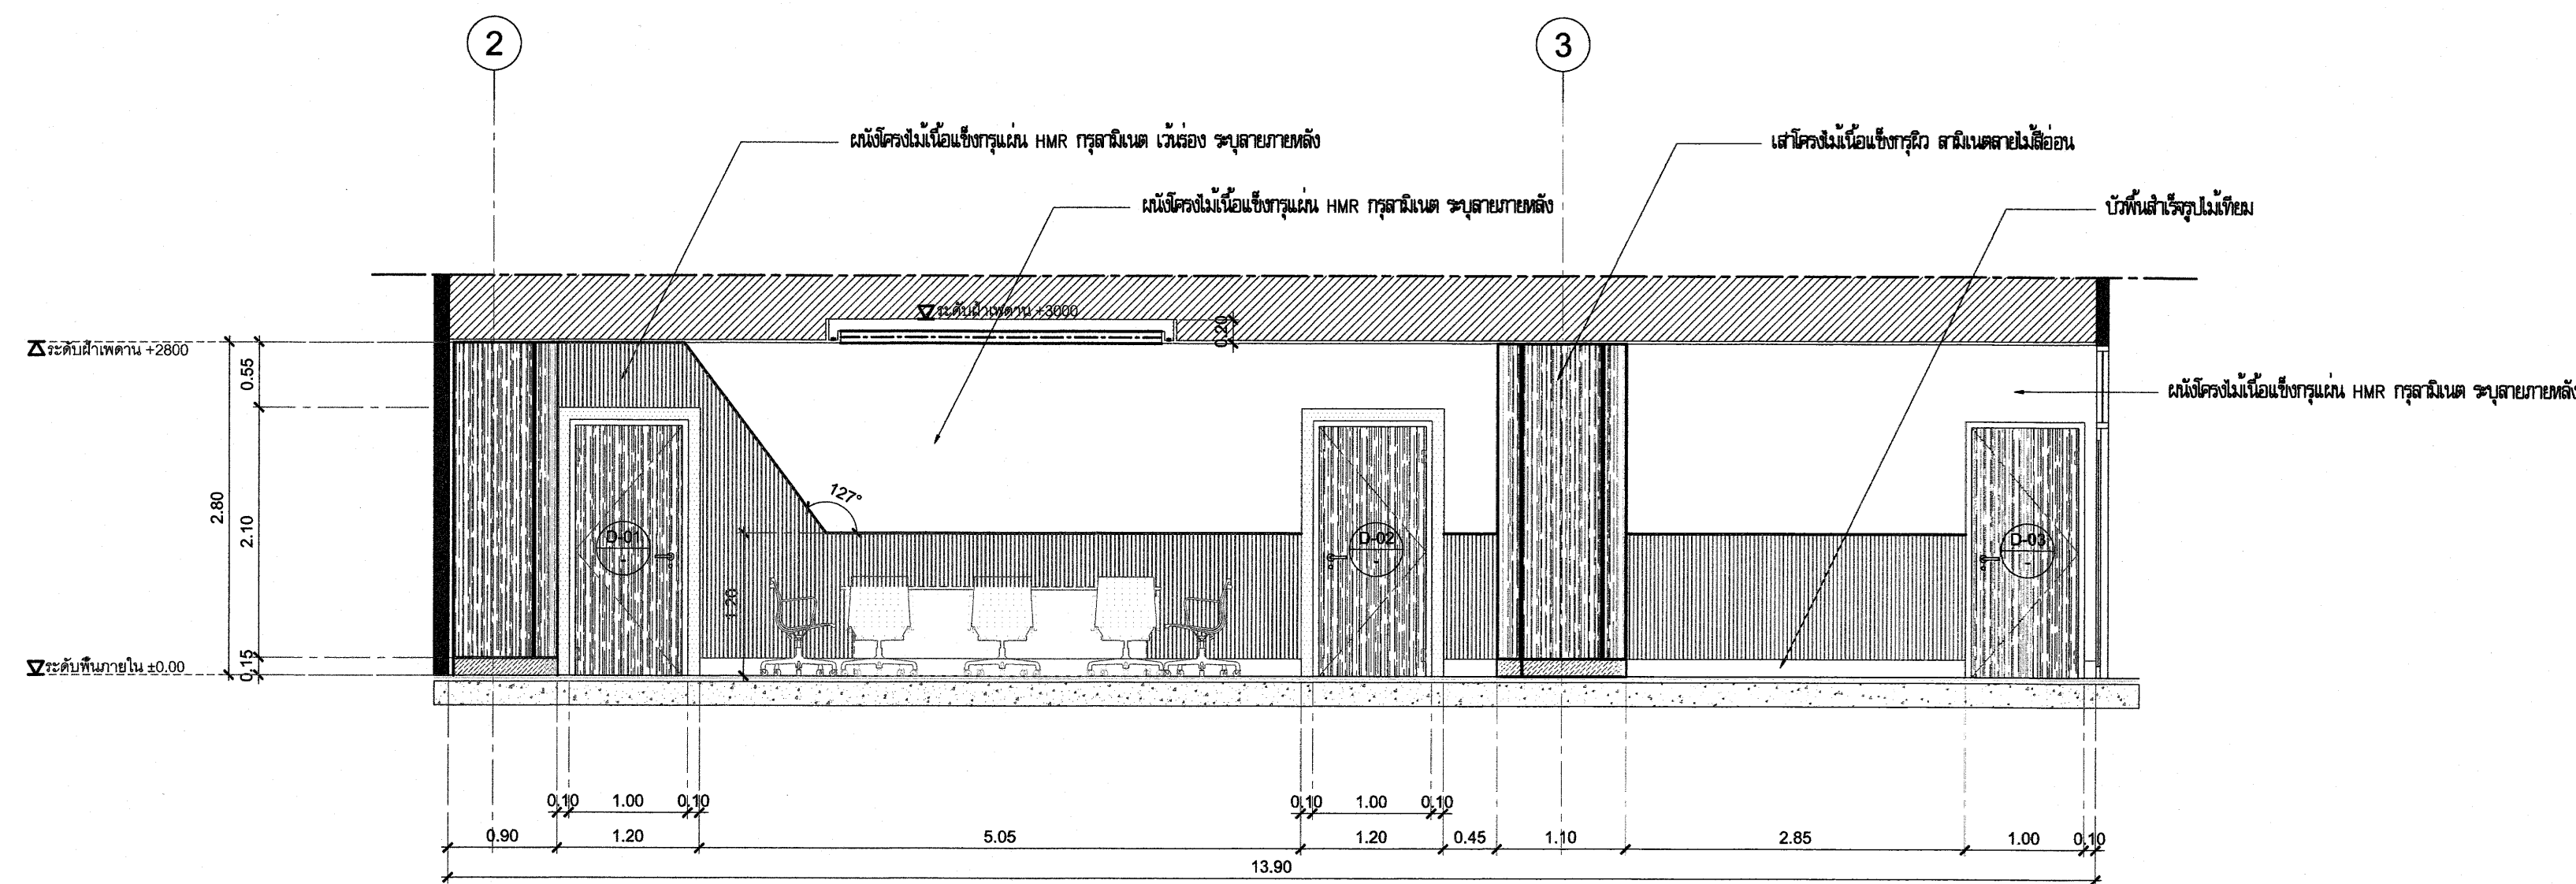 2
3
ผนังโครงไม้เนื้อแข็งกรุแผ่น HMR กรุลามิเนต เว้นร่อง ระบุลายภายหลัง
เสาโครงไม้เนื้อแข็งกรุผิว ลามิเนตลายไม้สีอ่อน
ผนังโครงไม้เนื้อแข็งกรุแผ่น HMR กรุลามิเนต ระบุลายภายหลัง
บัวพื้นสำเร็จรูปไม้เทียม
ระดับฝ้าเพดาน +3000
0.20
ระดับฝ้าเพดาน +2800
0.55
ผนังโครงไม้เนื้อแข็งกรุแผ่น HMR กรุลามิเนต ระบุลายภายหลัง
2.80
2.10
127°
D-01
-
D-02
-
D-03
-
1.20
0.15
ระดับพื้นภายใน ±0.00
0.10 1.00 0.10
0.10 1.00 0.10
0.90 1.20 5.05 1.20 0.45 1.10 2.85 1.00 0.10
13.90